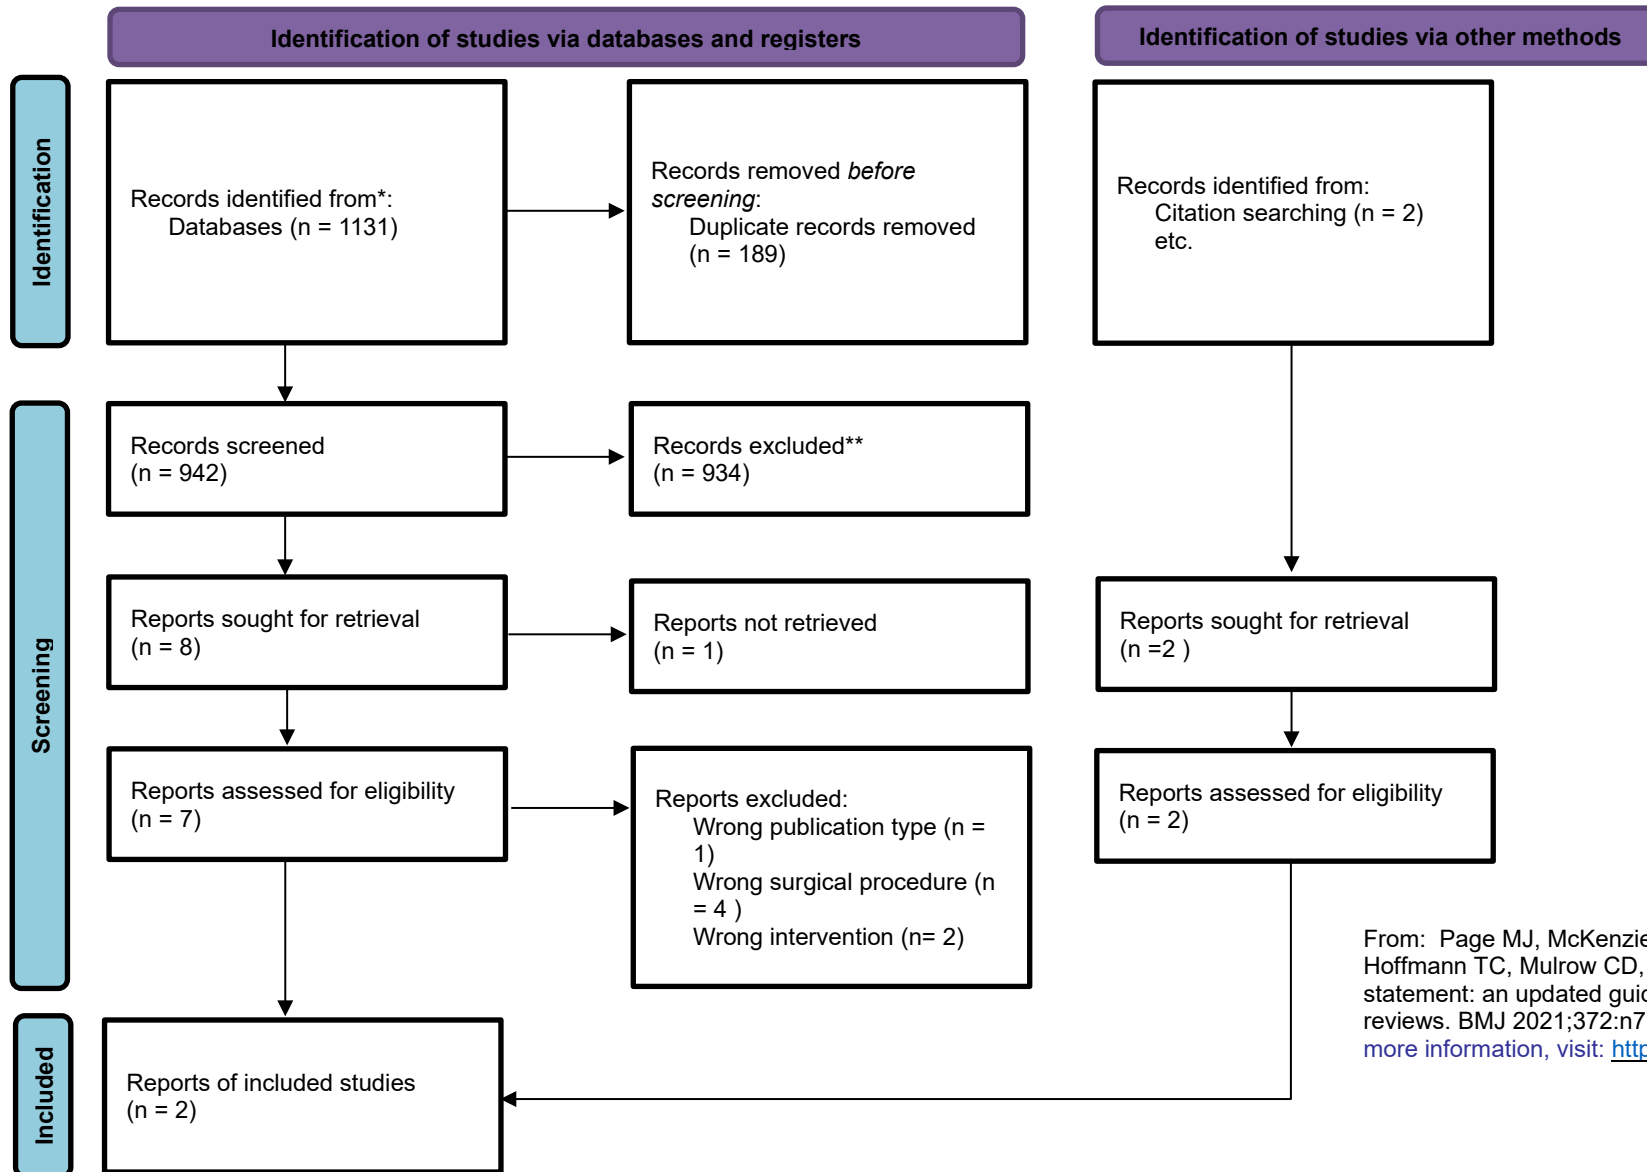 Identification of studies via databases and registers
Identification of studies via other methods
Identification
Records identified from*:
Databases (n = 1131)
Records removed before
screening:
Duplicate records removed
(n = 189)
Records identified from:
Citation searching (n = 2)
etc.
Screening
Records screened
(n = 942)
Records excluded**
(n = 934)
Reports sought for retrieval
(n = 8)
Reports not retrieved
(n = 1)
Reports sought for retrieval
(n =2 )
Reports assessed for eligibility
(n = 7)
Reports excluded:
Wrong publication type (n =
1)
Wrong surgical procedure (n
= 4 )
Wrong intervention (n= 2)
Reports assessed for eligibility
(n = 2)
Included
Reports of included studies
(n = 2)
From: Page MJ, McKenzie
Hoffmann TC, Mulrow CD,
statement: an updated
reviews. BMJ 2021;372:n7
more information, visit: http